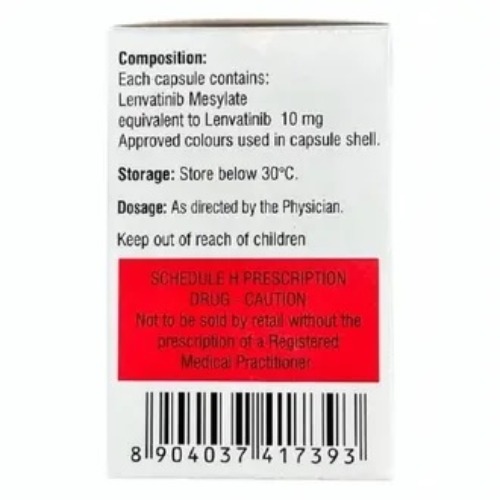 Composition:
Each capsule contains:
Lenvatinib Mesylate
equivalent to Lenvatinib 10 mg
Approved colours used in capsule shell.
Storage: Store below 30°C.
Dosage: As directed by the Physician.
Keep out of reach of children
SCHEDULE H PRESCRIPTION
DRUG - CAUTION
Not to be sold by retail without the
prescription of a Registered
Medical Practitioner
8 904037 417393